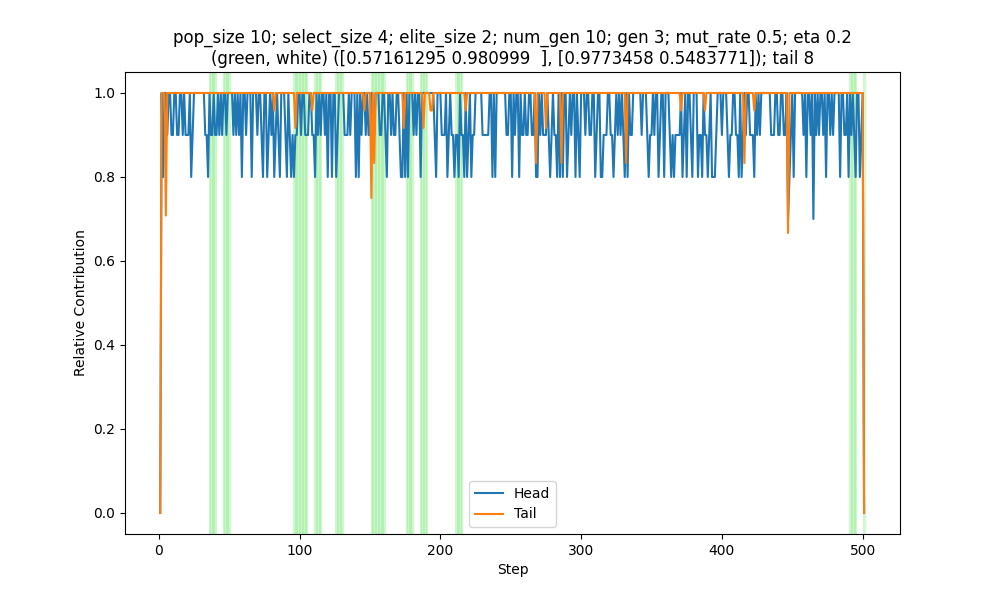 pop_size 10; select_size 4; elite_size 2; num_gen 10; gen 3; mut_rate 0.5; eta 0.2
(green, white) ([0.57161295 0.980999  ], [0.9773458 0.5483771]); tail 8
1.0
0.8
0.6
0.4
0.2
0.0
Relative Contribution
Head
Tail
0 100 200 300 400 500
Step